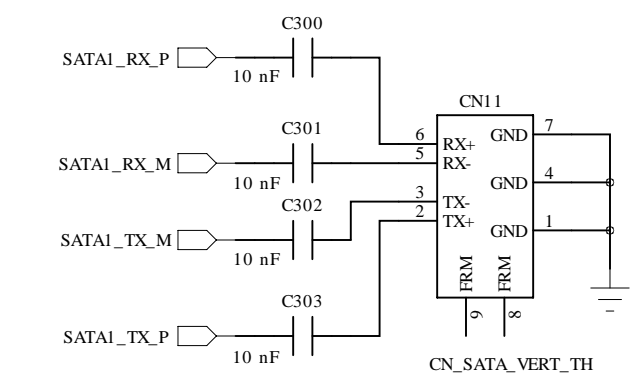 C300
SATA1_RX_P
10 nF
CN11
C301
6 RX+ GND 7
SATA1_RX_M
5 RX-
10 nF
GND 4
C302
3 TX-
2 TX+
SATA1_TX_M
GND 1
10 nF
FRM FRM
C303
9 8
SATA1_TX_P
10 nF
CN_SATA_VERT_TH